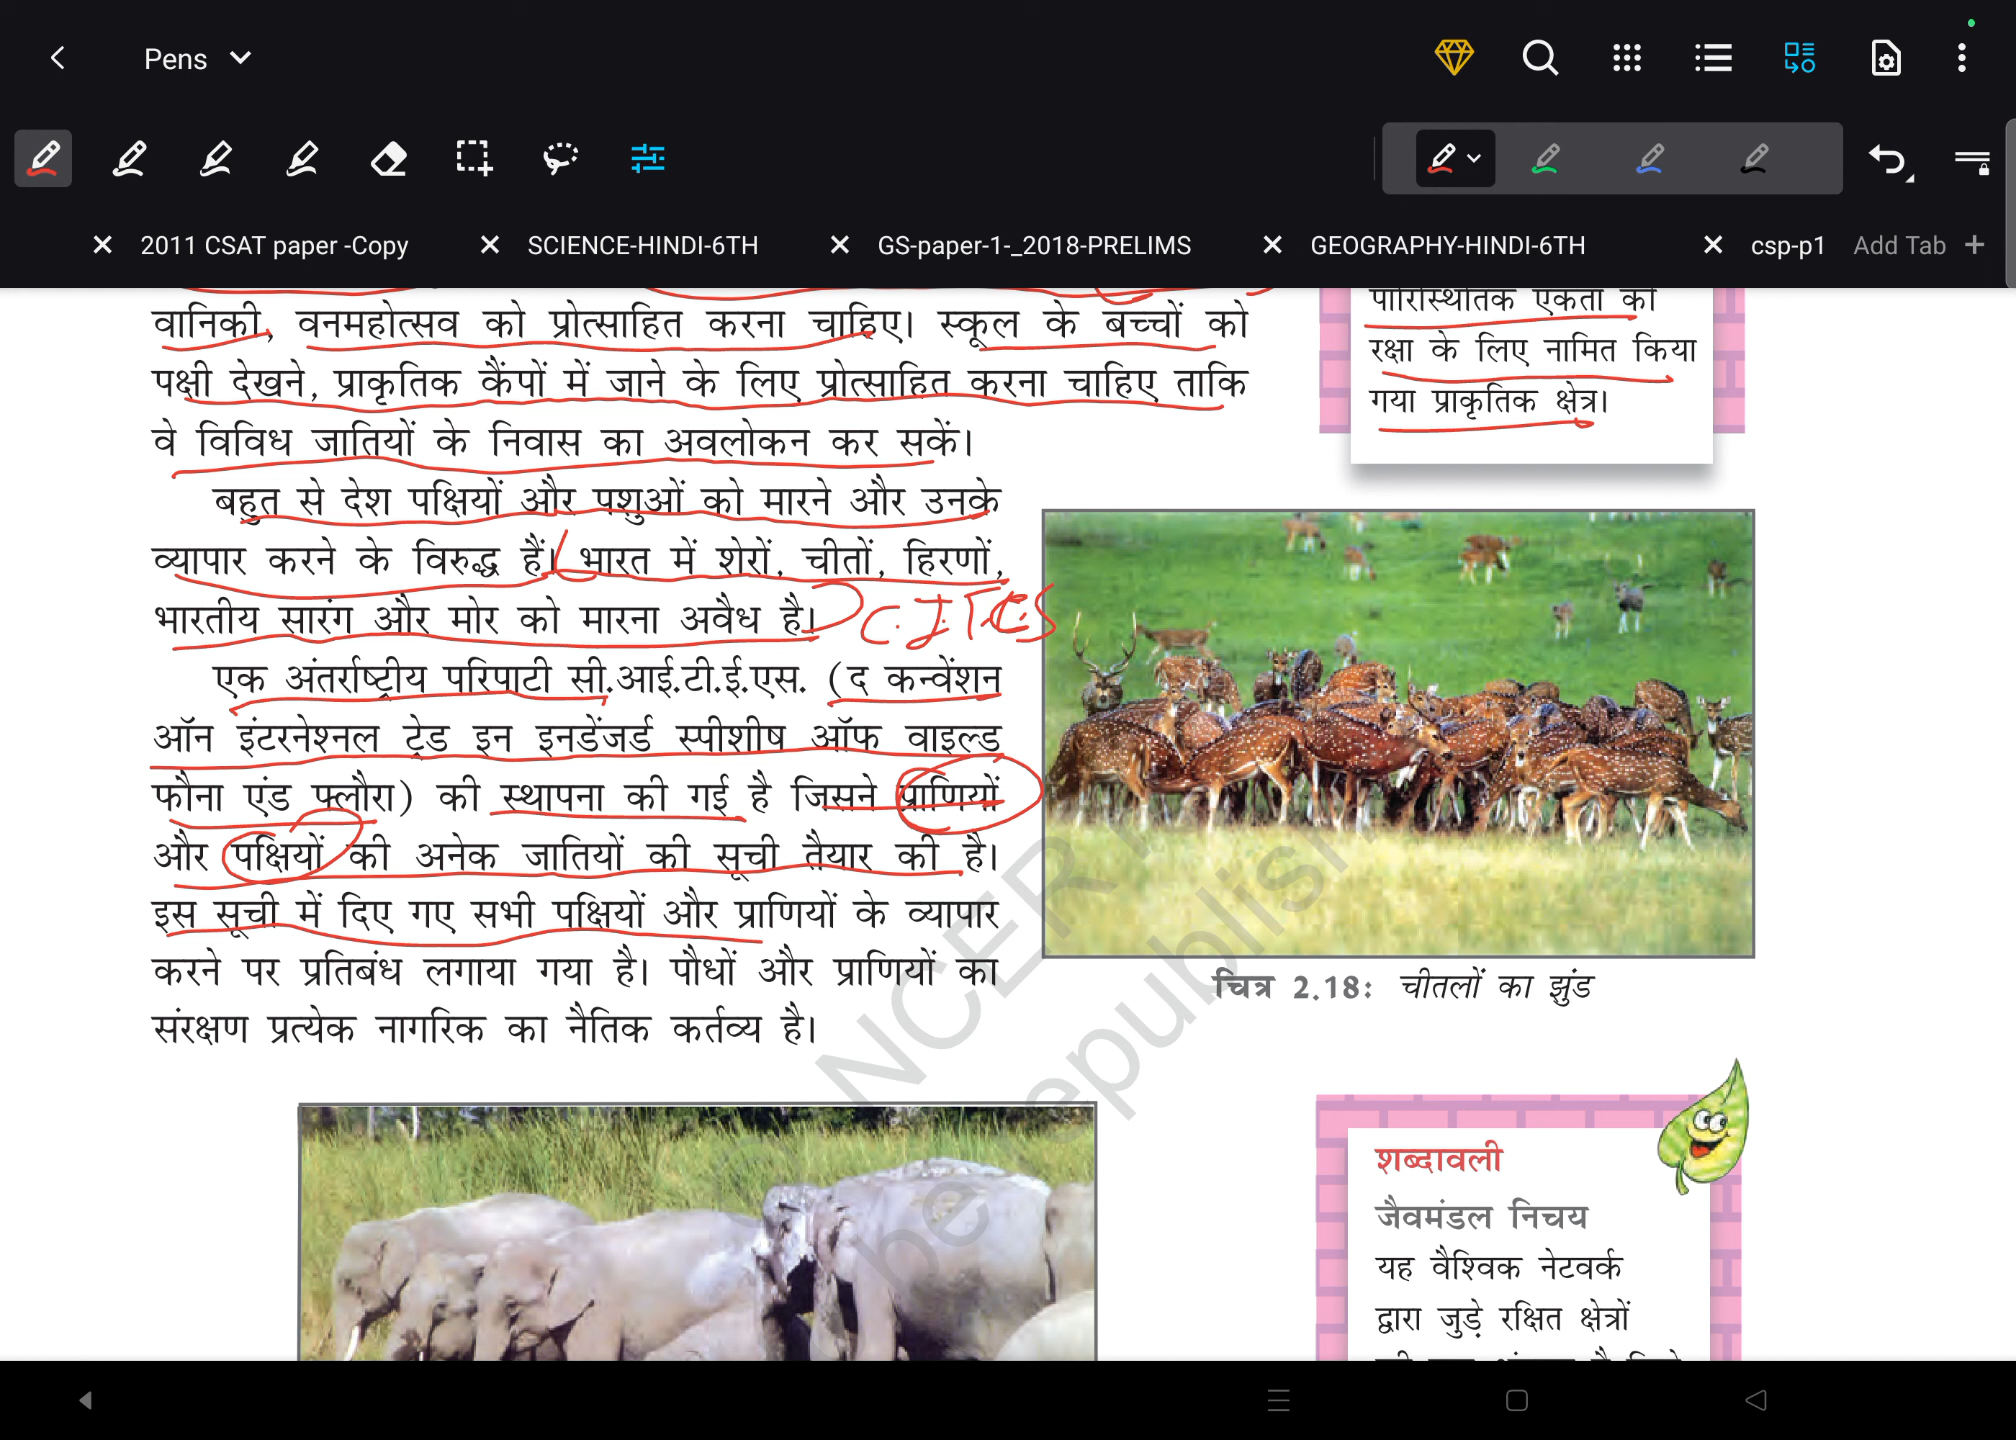 Pens
2011 CSAT paper -Copy
SCIENCE-HINDI-6TH
GS-paper-1-_2018-PRELIMS
GEOGRAPHY-HINDI-6TH
csp-p1
Add Tab +
वानिकी, वनमहोत्सव को प्रोत्साहित करना चाहिए। स्कूल के बच्चों को
पक्षी देखने, प्राकृतिक कैंपों में जाने के लिए प्रोत्साहित करना चाहिए ताकि
वे विविध जातियों के निवास का अवलोकन कर सकें।
बहुत से देश पक्षियों और पशुओं को मारने और उनके
व्यापार करने के विरुद्ध हैं। भारत में शेरों, चीतों, हिरणों,
भारतीय सारंग और मोर को मारना अवैध है।
C.I.T.E.S
एक अंतर्राष्ट्रीय परिपाटी सी.आई.टी.ई.एस. (द कन्वेंशन
ऑन इंटरनेश्नल ट्रेड इन इनडेंजर्ड स्पीशीष ऑफ वाइल्ड
फौना एंड फ्लौरा) की स्थापना की गई है जिसने प्राणियों
और पक्षियों की अनेक जातियों की सूची तैयार की है।
इस सूची में दिए गए सभी पक्षियों और प्राणियों के व्यापार
करने पर प्रतिबंध लगाया गया है। पौधों और प्राणियों का
संरक्षण प्रत्येक नागरिक का नैतिक कर्तव्य है।
पारिस्थितिक एकता की
रक्षा के लिए नामित किया
गया प्राकृतिक क्षेत्र।
चित्र 2.18: चीतलों का झुंड
शब्दावली
जैवमंडल निचय
यह वैश्विक नेटवर्क
द्वारा जुड़े रक्षित क्षेत्रों
NCER
be republish